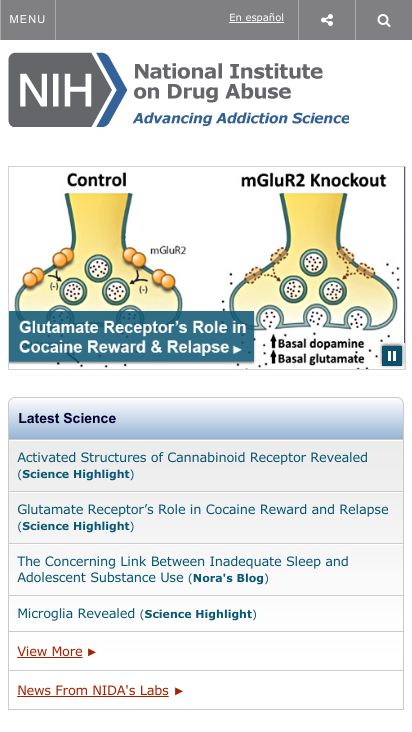 MENU
En español
NIH
National Institute
on Drug Abuse
Advancing Addiction Science
Control
mGluR2 Knockout
mGluR2
(-)
(-)
Glutamate Receptor's Role in
Cocaine Reward & Relapse ▶
Basal dopamine
Basal glutamate
Latest Science
Activated Structures of Cannabinoid Receptor Revealed
(Science Highlight)
Glutamate Receptor's Role in Cocaine Reward and Relapse
(Science Highlight)
The Concerning Link Between Inadequate Sleep and
Adolescent Substance Use (Nora's Blog)
Microglia Revealed (Science Highlight)
View More ▶
News From NIDA's Labs ▶